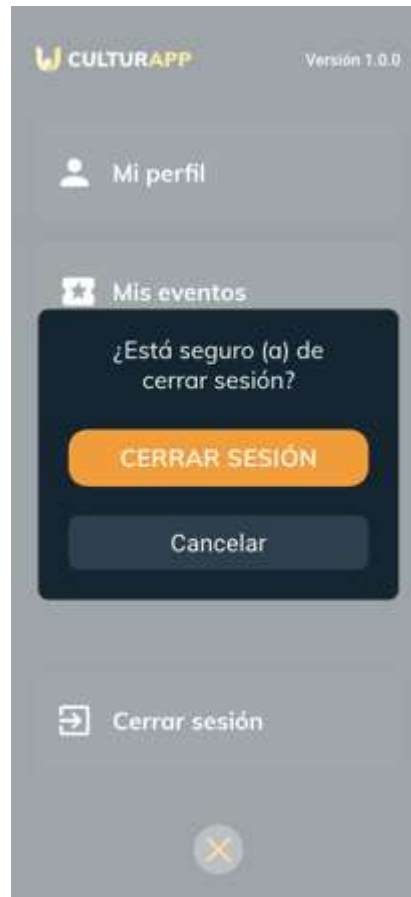 CULTURAPP
Versión 1.0.0
Mi perfil
Mis eventos
¿Está seguro (a) de
cerrar sesión?
CERRAR SESIÓN
Cancelar
Cerrar sesión